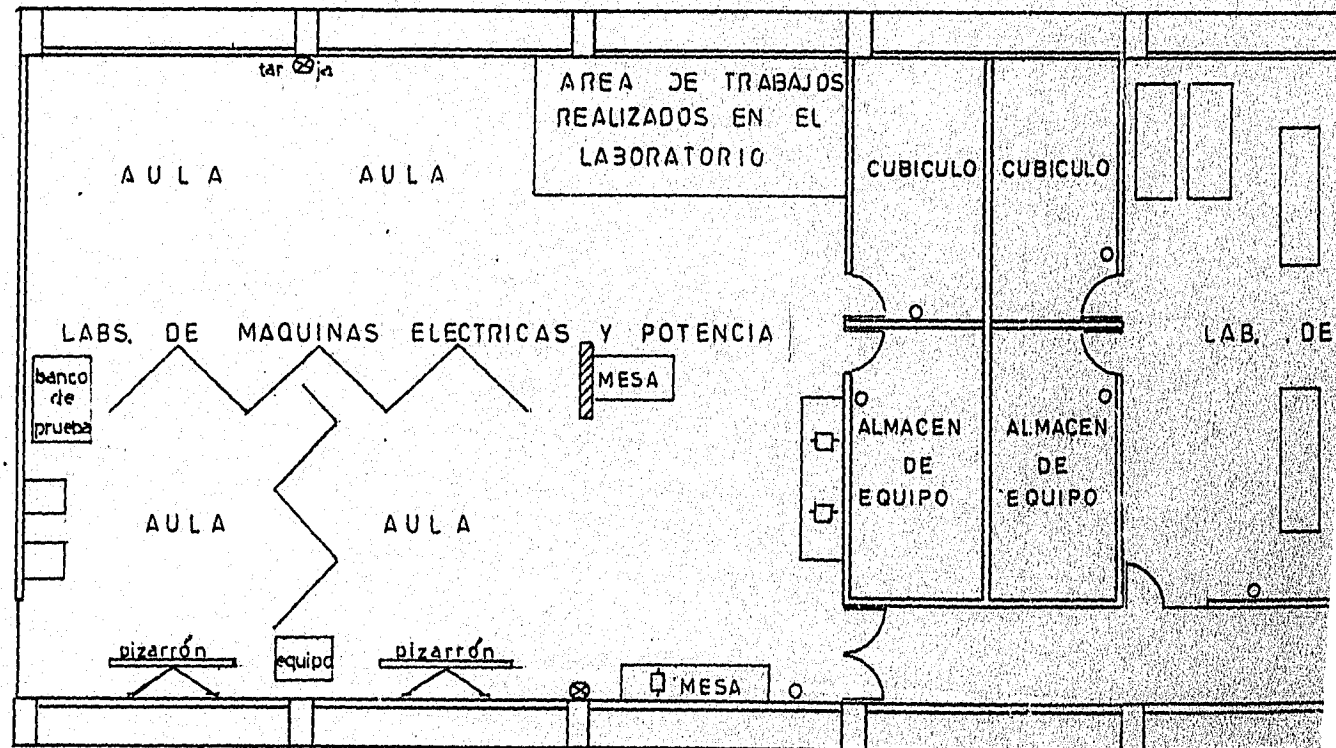 tar ja
AREA DE TRABAJOS
REALIZADOS EN EL
LABORATORIO
AULA
AULA
CUBICULO
CUBICULO
LABS. DE MAQUINAS ELECTRICAS Y POTENCIA
LAB. DE
banco
de
prueba
MESA
ALMACEN
DE
EQUIPO
ALMACEN
DE
EQUIPO
AULA
AULA
pizarrón
equipo
pizarrón
MESA